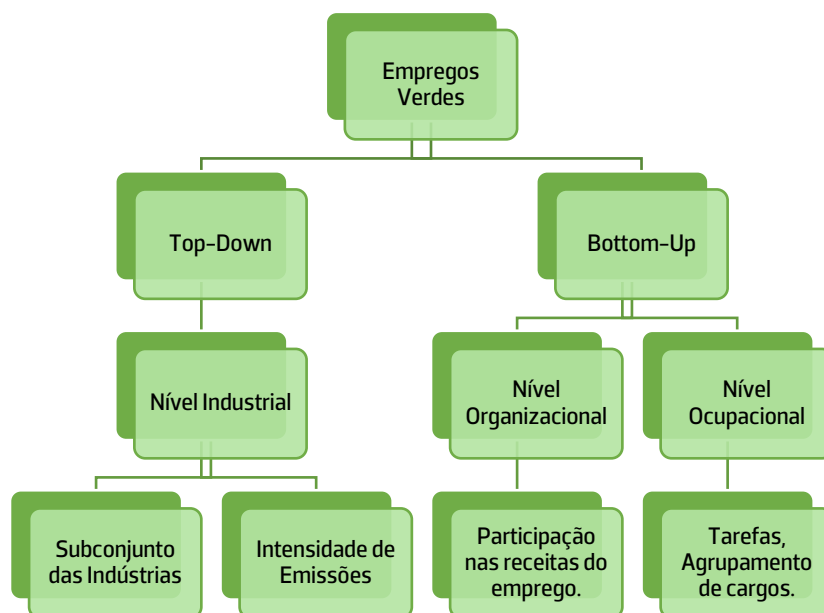 Empregos
Verdes
Top-Down
Bottom-Up
Nível Industrial
Nível
Organizacional
Nível
Ocupacional
Subconjunto
das Indústrias
Intensidade de
Emissões
Participação
nas receitas do
emprego.
Tarefas,
Agrupamento
de cargos.